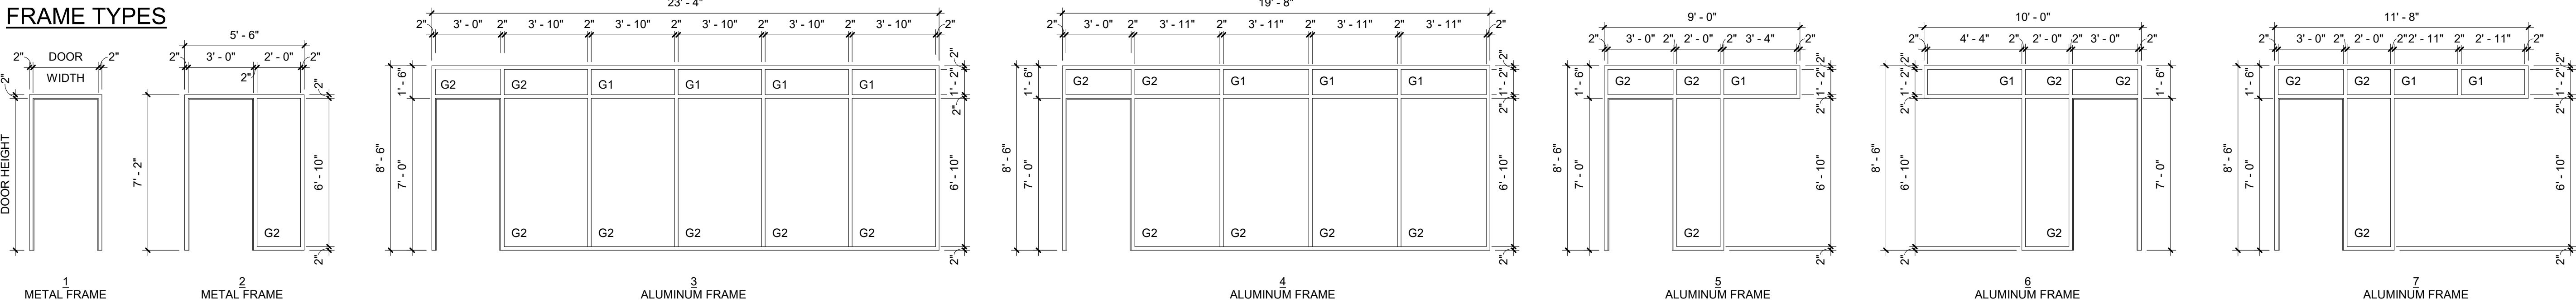 FRAME TYPES
2"
DOOR
WIDTH
2"
2"
DOOR HEIGHT
1
METAL FRAME
5' - 6"
2"
3' - 0"
2"
2' - 0"
2"
7' - 2"
2"
6' - 10"
2"
G2
2
METAL FRAME
23' - 4"
2"
3' - 0"
2"
3' - 10"
2"
3' - 10"
2"
3' - 10"
2"
3' - 10"
2"
3' - 10"
2"
8' - 6"
1' - 6"
7' - 0"
G2
G2
G1
G1
G1
G1
G2
G2
G2
G2
G2
2"
1' - 2"
2"
6' - 10"
2"
3
ALUMINUM FRAME
19' - 8"
2"
3' - 0"
2"
3' - 11"
2"
3' - 11"
2"
3' - 11"
2"
3' - 11"
2"
8' - 6"
1' - 6"
7' - 0"
G2
G2
G1
G1
G1
G2
G2
G2
G2
2"
1' - 2"
2"
6' - 10"
2"
4
ALUMINUM FRAME
9' - 0"
2"
3' - 0"
2"
2' - 0"
2"
3' - 4"
2"
8' - 6"
1' - 6"
7' - 0"
G2
G2
G1
G2
2"
1' - 2"
2"
6' - 10"
2"
5
ALUMINUM FRAME
10' - 0"
2"
4' - 4"
2"
2' - 0"
2"
3' - 0"
2"
8' - 6"
2"
1' - 2"
2"
6' - 10"
2"
G1
G2
G2
G2
1' - 6"
7' - 0"
6
ALUMINUM FRAME
11' - 8"
2"
3' - 0"
2"
2' - 0"
2"
2' - 11"
2"
2' - 11"
2"
8' - 6"
1' - 6"
7' - 0"
G2
G2
G1
G1
G2
2"
1' - 2"
2"
6' - 10"
2"
7
ALUMINUM FRAME